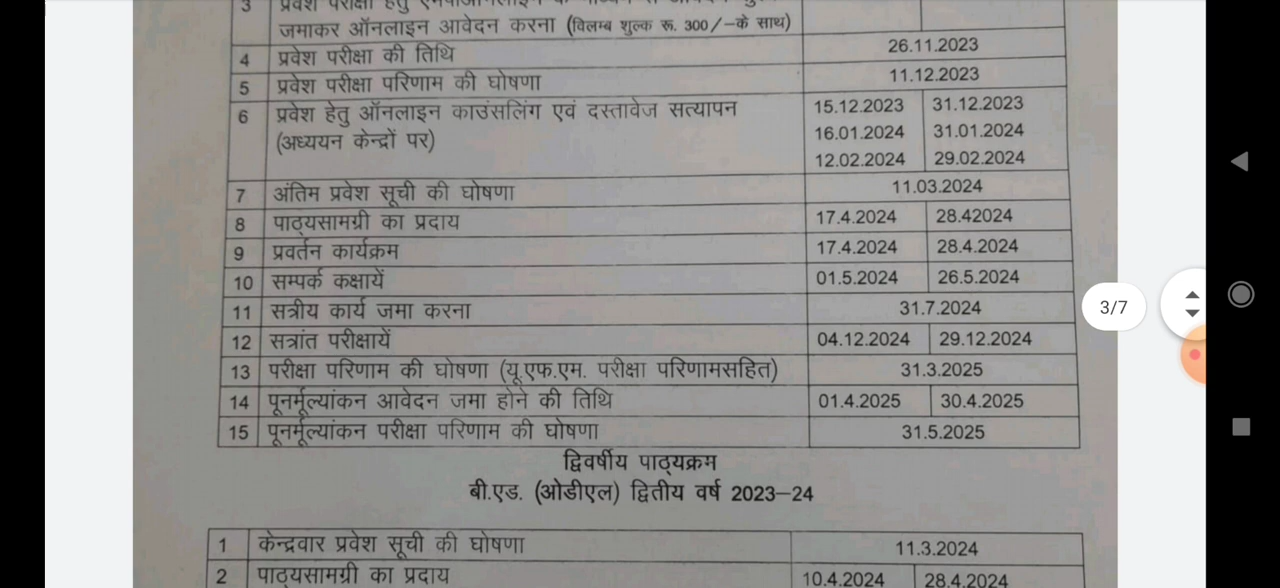 3 प्रवेश परीक्षा हेतु
जमाकर ऑनलाइन आवेदन करना (विलम्ब शुल्क रू. 300/–के साथ)
4 प्रवेश परीक्षा की तिथि 26.11.2023
5 प्रवेश परीक्षा परिणाम की घोषणा 11.12.2023
6 प्रवेश हेतु ऑनलाइन काउंसलिंग एवं दस्तावेज सत्यापन 15.12.2023 31.12.2023
(अध्ययन केन्द्रों पर) 16.01.2024 31.01.2024
12.02.2024 29.02.2024
7 अंतिम प्रवेश सूची की घोषणा 11.03.2024
8 पाठ्यसामग्री का प्रदाय 17.4.2024 28.42024
9 प्रवर्तन कार्यक्रम 17.4.2024 28.4.2024
10 सम्पर्क कक्षायें 01.5.2024 26.5.2024
11 सत्रीय कार्य जमा करना 31.7.2024
12 सत्रांत परीक्षायें 04.12.2024 29.12.2024
13 परीक्षा परिणाम की घोषणा (यू.एफ.एम. परीक्षा परिणामसहित) 31.3.2025
14 पूनर्मूल्यांकन आवेदन जमा होने की तिथि 01.4.2025 30.4.2025
15 पूनर्मूल्यांकन परीक्षा परिणाम की घोषणा 31.5.2025
द्विवर्षीय पाठ्यक्रम
बी.एड. (ओडीएल) द्वितीय वर्ष 2023–24
1 केन्द्रवार प्रवेश सूची की घोषणा 11.3.2024
2 पाठ्यसामग्री का प्रदाय 10.4.2024 28.4.2024
3/7